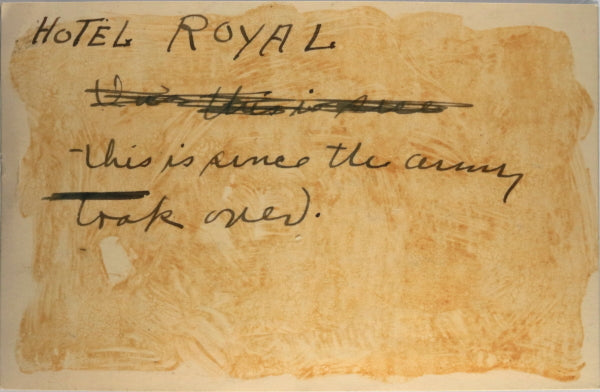 HOTEL ROYAL
this is since the army
took over.